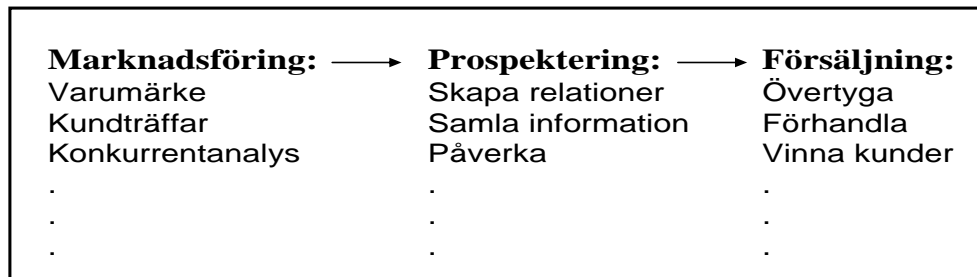 Marknadsföring: Prospektering: Försäljning:
Varumärke Skapa relationer Övertyga
Kundträffar Samla information Förhandla
Konkurrentanalys Påverka Vinna kunder
. . .
. . .
. . .